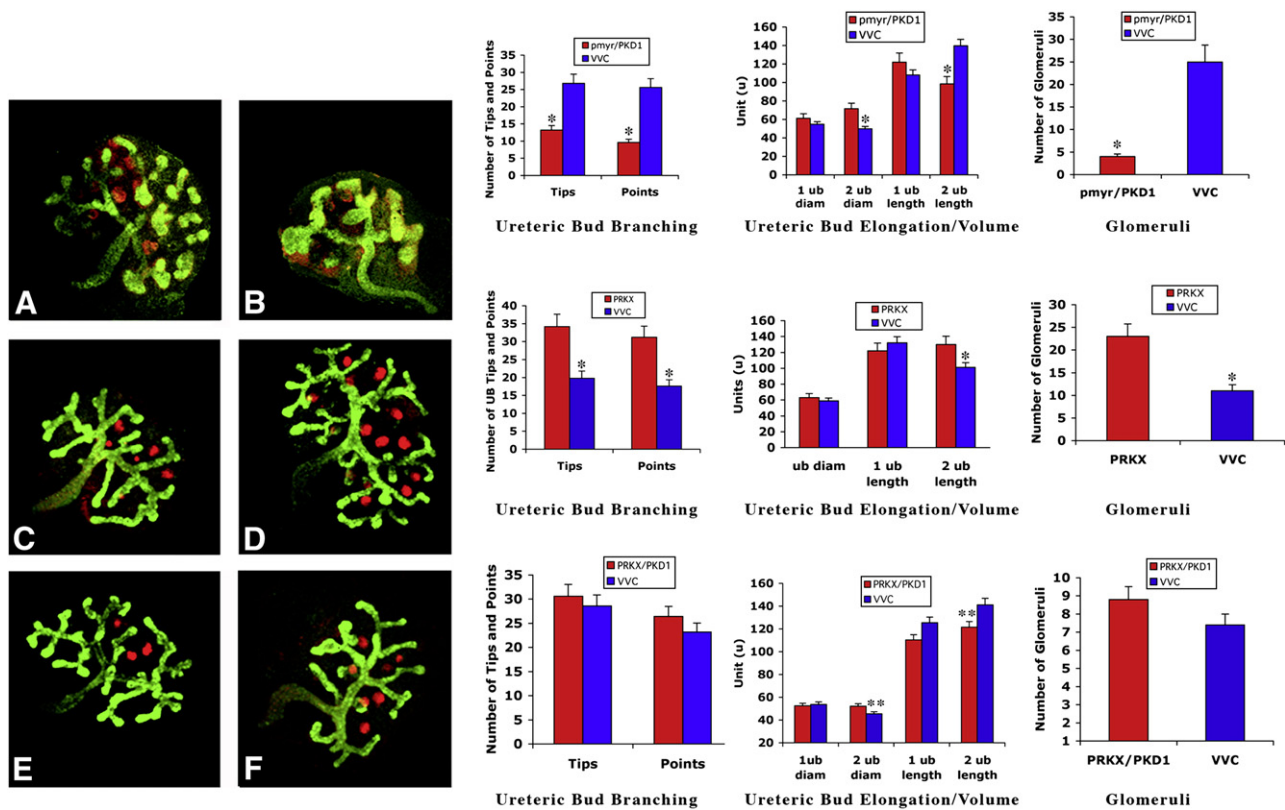 A
B
C
D
E
F
pmyr/PKD1
VVC
Number of Tips and Points
40
35
30
25
20
15
10
5
0
*
*
Tips
Points
Ureteric Bud Branching
pmyr/PKD1
VVC
Unit (u)
160
140
120
100
80
60
40
20
0
*
*
1 ub diam
2 ub diam
1 ub length
2 ub length
Ureteric Bud Elongation/Volume
pmyr/PKD1
VVC
Number of Glomeruli
40
35
30
25
20
15
10
5
0
*
pmyr/PKD1
VVC
Glomeruli
PRKX
VVC
Number of UB Tips and Points
40
35
30
25
20
15
10
5
0
*
*
Tips
Points
Ureteric Bud Branching
PRKX
VVC
Units (u)
160
140
120
100
80
60
40
20
0
*
ub diam
1 ub length
2 ub length
Ureteric Bud Elongation/Volume
PRKX
VVC
Number of Glomeruli
30
25
20
15
10
5
0
*
PRKX
VVC
Glomeruli
PRKX/PKD1
VVC
Number of Tips and Points
35
30
25
20
15
10
5
0
Tips
Points
Ureteric Bud Branching
PRKX/PKD1
VVC
Unit (u)
160
140
120
100
80
60
40
20
**
**
1ub diam
2 ub diam
1 ub length
2 ub length
Ureteric Bud Elongation/Volume
PRKX/PKD1
VVC
Number of Glomeruli
10
9
8
7
6
5
4
3
2
1
PRKX/PKD1
VVC
Glomeruli